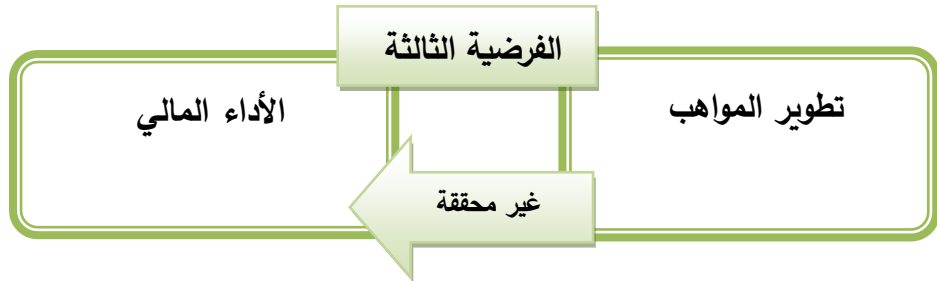 الفرضية الثالثة
تطوير المواهب
الأداء المالي
غير محققة